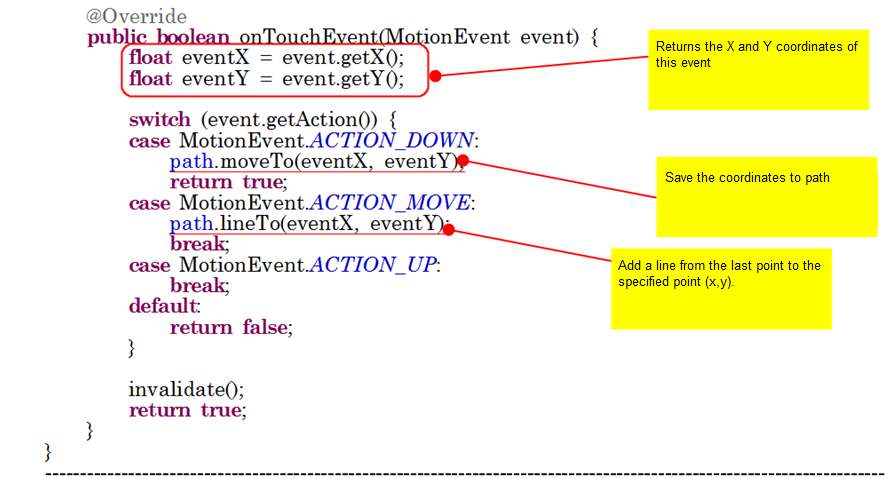 @Override
public boolean onTouchEvent(MotionEvent event) {
float eventX = event.getX();
float eventY = event.getY();
Returns the X and Y coordinates of
this event
switch (event.getAction()) {
case MotionEvent.ACTION_DOWN:
path.moveTo(eventX, eventY);
return true;
Save the coordinates to path
case MotionEvent.ACTION_MOVE:
path.lineTo(eventX, eventY);
break;
Add a line from the last point to the
specified point (x,y).
case MotionEvent.ACTION_UP:
break;
default:
return false;
}
invalidate();
return true;
}
}